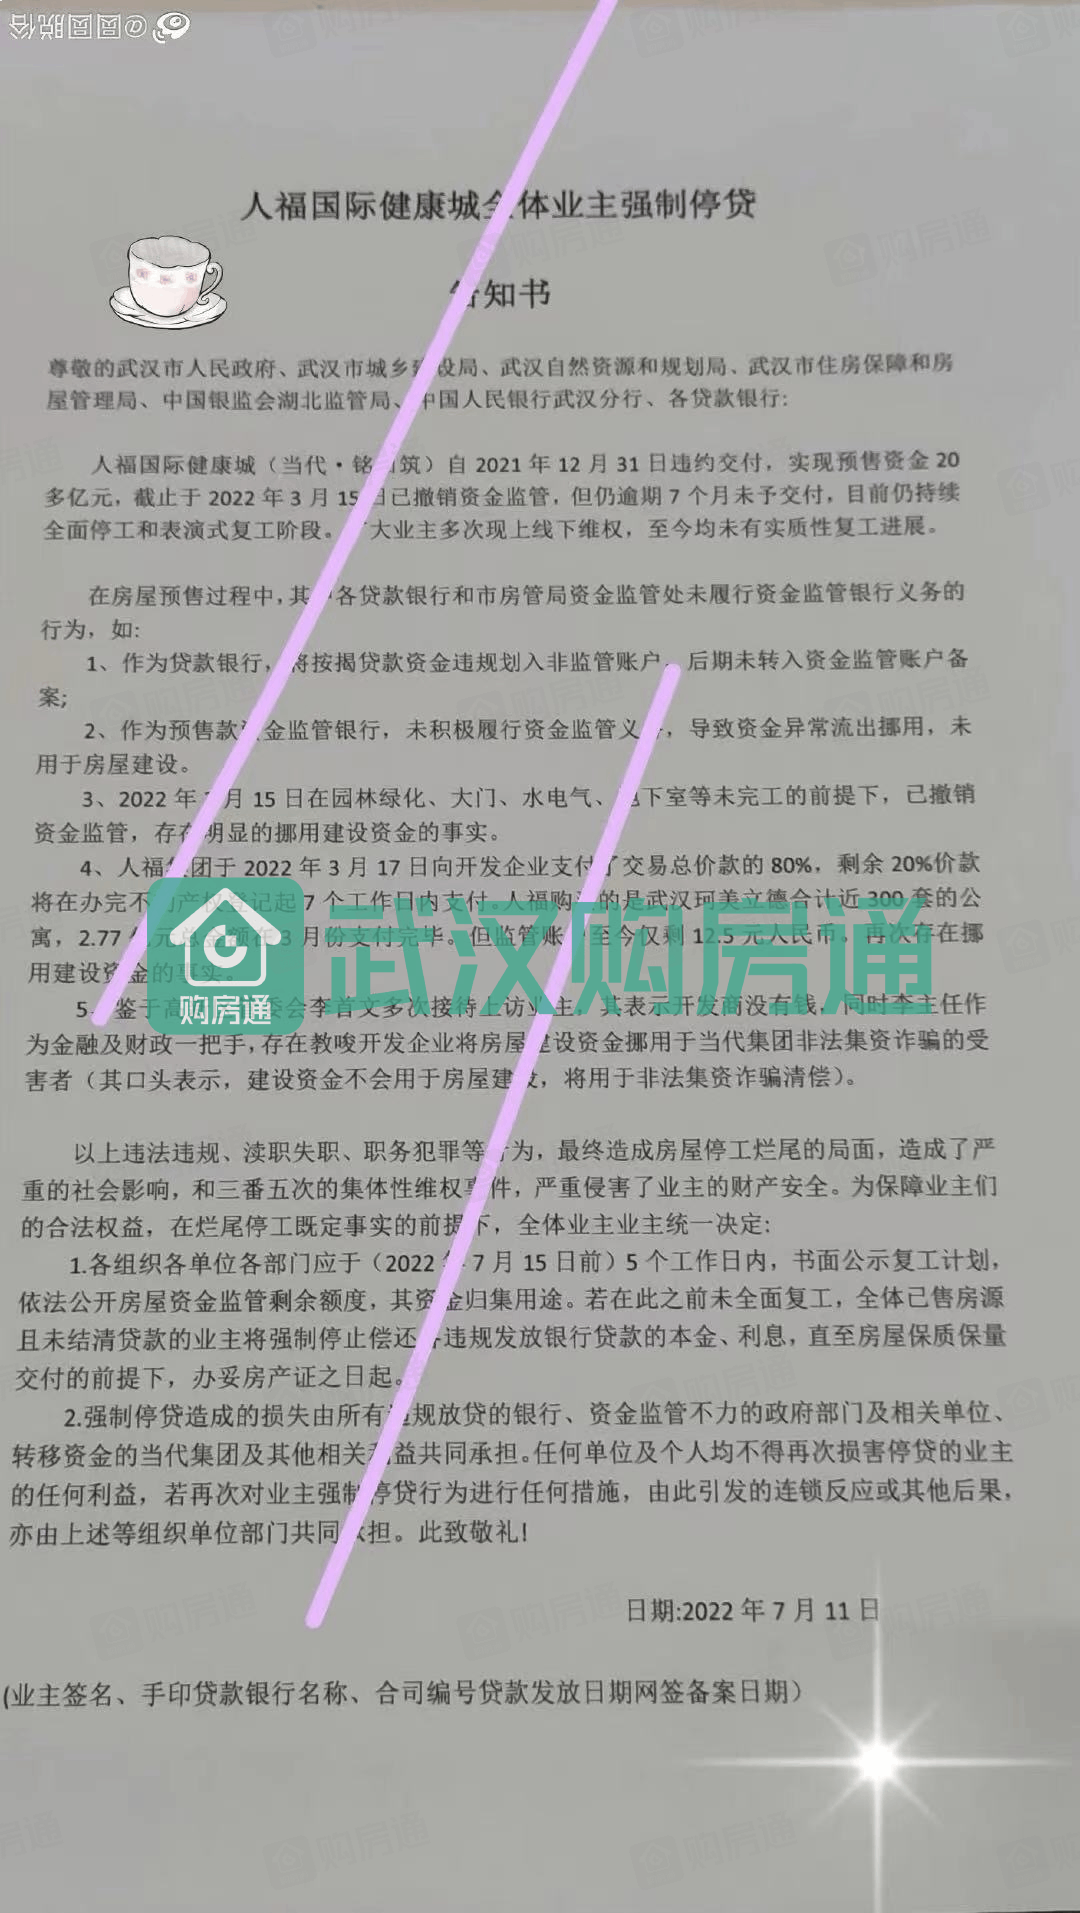 @圆圆圆脱俗
人福国际健康城全体业主强制停贷
告知书
尊敬的武汉市人民政府、武汉市城乡建设局、武汉自然资源和规划局、武汉市住房保障和房
屋管理局、中国银监会湖北监管局、中国人民银行武汉分行、各贷款银行:
人福国际健康城（当代·铭 筑）自 2021 年 12 月 31 日违约交付，实现预售资金 20
多亿元，截止于 2022 年 3 月 15 日已撤销资金监管，但仍逾期 7 个月未予交付，目前仍持续
全面停工和表演式复工阶段。广大业主多次现上线下维权，至今均未有实质性复工进展。
在房屋预售过程中,其中各贷款银行和市房管局资金监管处未履行资金监管银行义务的
行为，如:
1、作为贷款银行，将按揭贷款资金违规划入非监管账户，后期未转入资金监管账户备
案;
2、作为预售款资金监管银行，未积极履行资金监管义务，导致资金异常流出挪用，未
用于房屋建设。
3、2022 年 3 月 15 日在园林绿化、大门、水电气、地下室等未完工的前提下，已撤销
资金监管，存在明显的挪用建设资金的事实。
4、人福集团于 2022 年 3 月 17 日向开发企业支付了交易总价款的 80%，剩余 20%价款
将在办完不动产权登记起 7 个工作日内支付。人福购买的是武汉珂美立德合计近 300 套的公
寓，2.77 亿元总金额在 3 月份支付完毕。但监管账户至今仅剩 12.5 元人民币。再次存在挪
用建设资金的事实。
5、鉴于高 委会李首文多次接待上访业主，其表示开发商没有钱，同时李主任作
为金融及财政一把手,存在教唆开发企业将房屋建设资金挪用于当代集团非法集资诈骗的受
害者（其口头表示，建设资金不会用于房屋建设，将用于非法集资诈骗清偿）。
以上违法违规、渎职失职、职务犯罪等行为，最终造成房屋停工烂尾的局面，造成了严
重的社会影响，和三番五次的集体性维权事件，严重侵害了业主的财产安全。为保障业主们
的合法权益，在烂尾停工既定事实的前提下，全体业主业主统一决定:
1.各组织各单位各部门应于（2022 年 7 月 15 日前）5 个工作日内，书面公示复工计划，
依法公开房屋资金监管剩余额度，其资金归集用途。若在此之前未全面复工，全体已售房源
且未结清贷款的业主将强制停止偿还各违规发放银行贷款的本金、利息，直至房屋保质保量
交付的前提下，办妥房产证之日起。
2.强制停贷造成的损失由所有违规放贷的银行、资金监管不力的政府部门及相关单位、
转移资金的当代集团及其他相关利益共同承担。任何单位及个人均不得再次损害停贷的业主
的任何利益，若再次对业主强制停贷行为进行任何措施，由此引发的连锁反应或其他后果，
亦由上述等组织单位部门共同承担。此致敬礼!
日期:2022 年 7 月 11 日
(业主签名、手印贷款银行名称、合司编号贷款发放日期网签备案日期）
购房通
武汉购房通